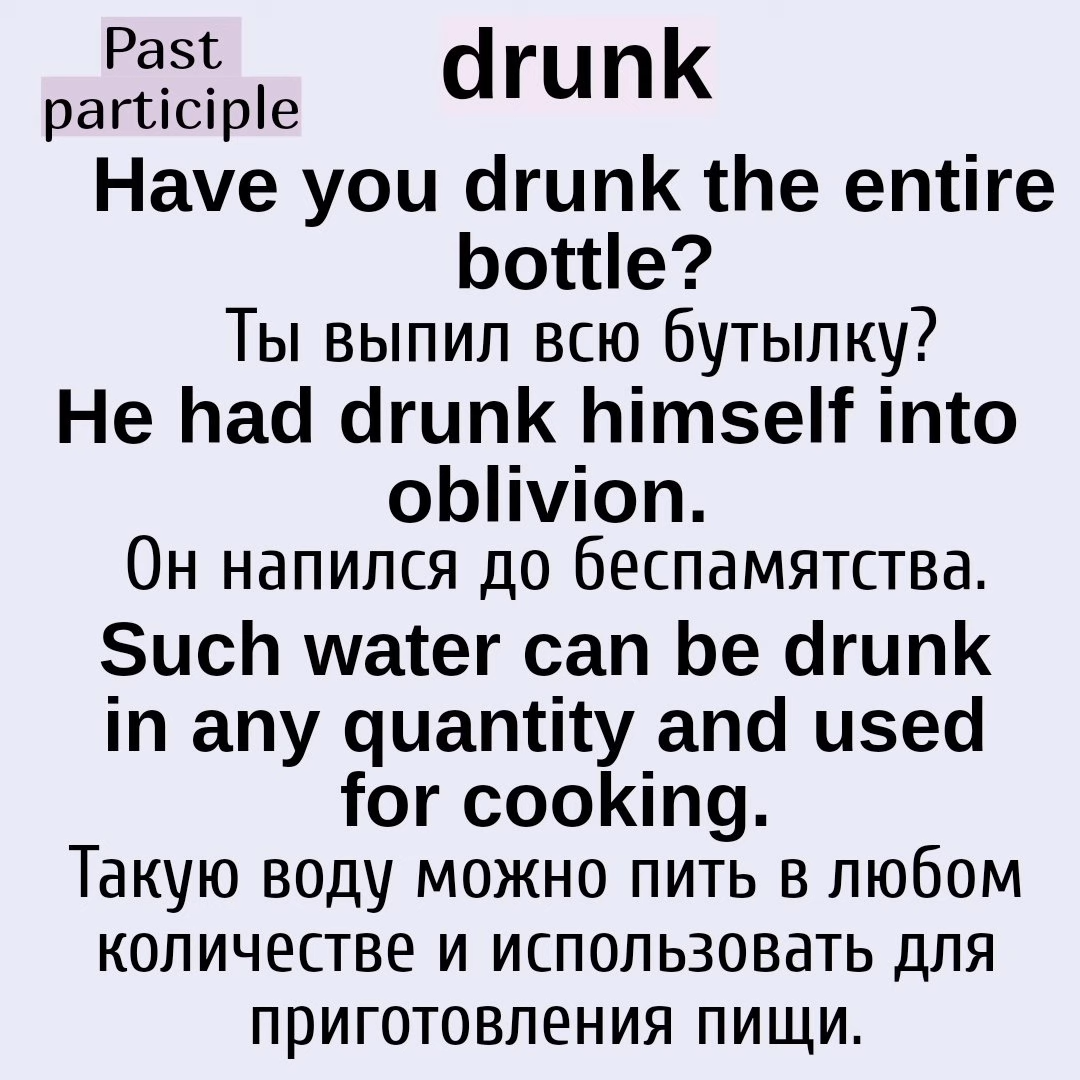 Past
participle
drunk
Have you drunk the entire
bottle?
Ты выпил всю бутылку?
He had drunk himself into
oblivion.
Он напился до беспамятства.
Such water can be drunk
in any quantity and used
for cooking.
Такую воду можно пить в любом
количестве и использовать для
приготовления пищи.